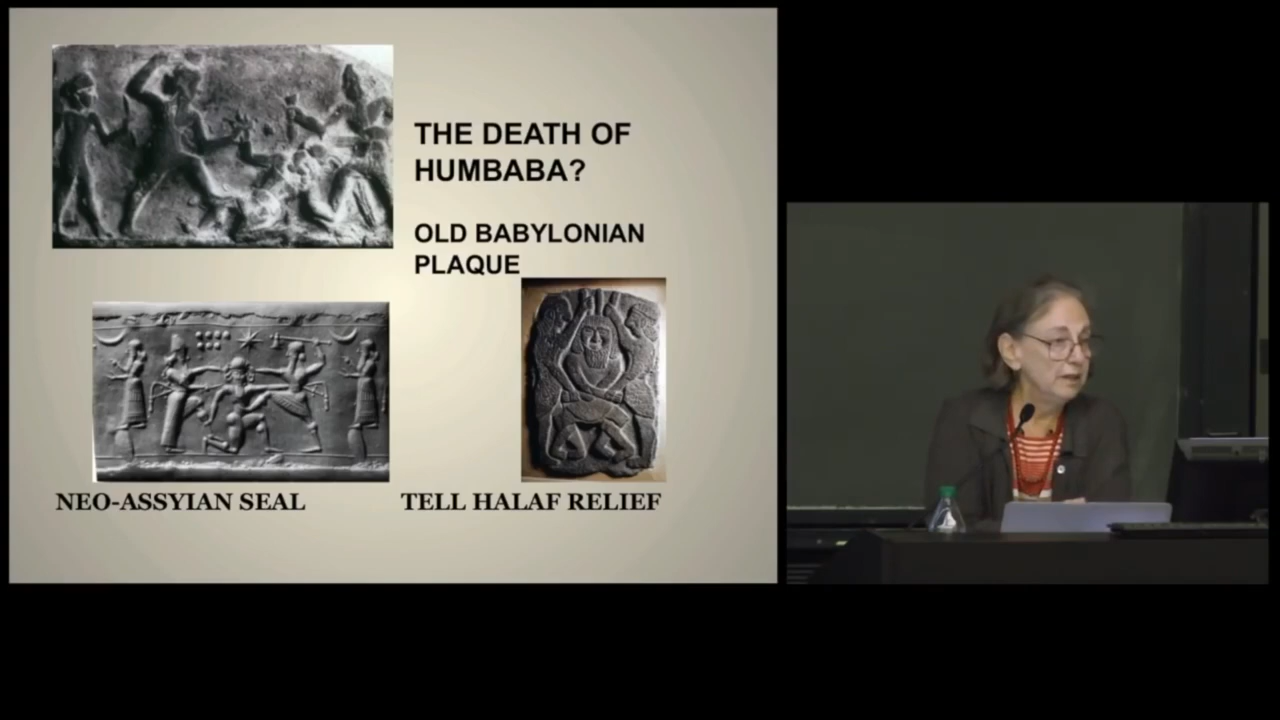 THE DEATH OF
HUMBABA?
OLD BABYLONIAN
PLAQUE
NEO-ASSYIAN SEAL
TELL HALAF RELIEF